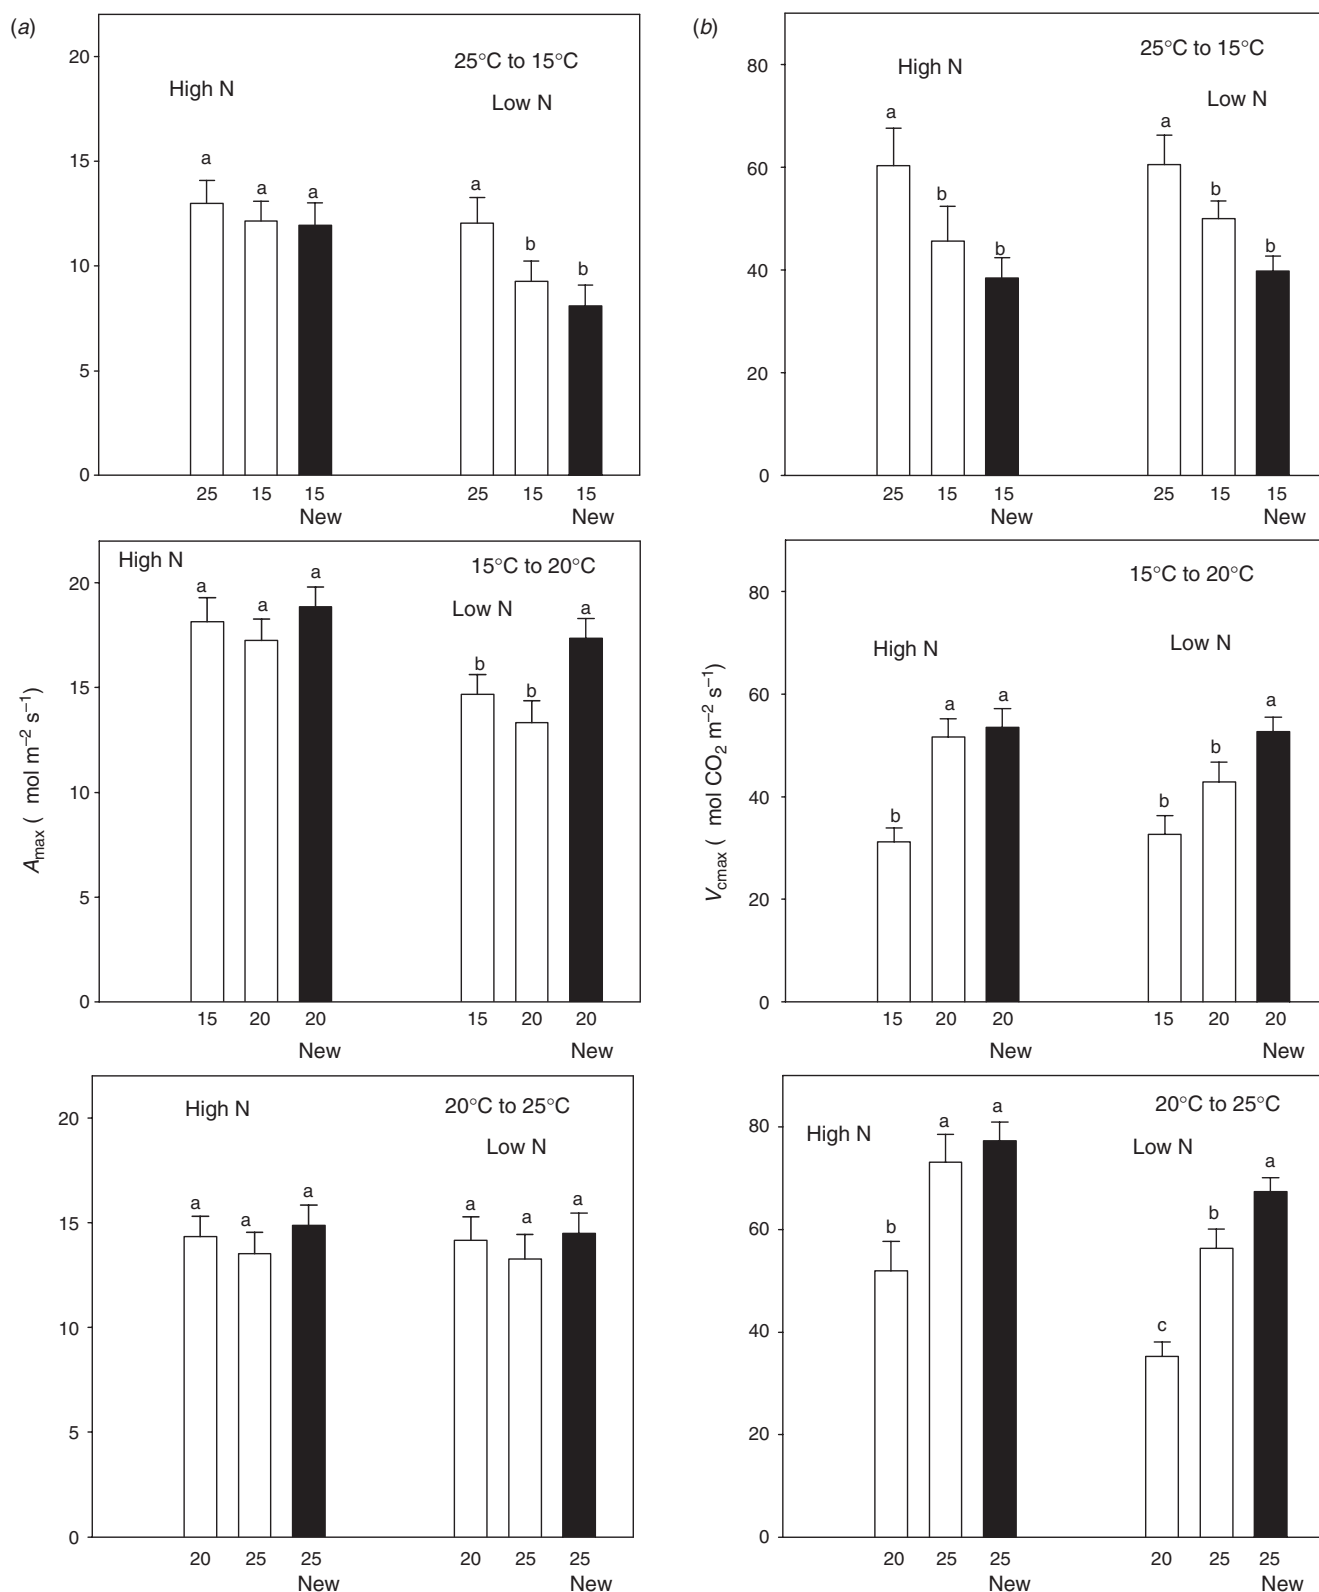 (a)
20
15
10
5
0
High N
25°C to 15°C
Low N
a
a
a
a
b
b
25 15 15 25 15 15
New New
20
15
10
5
0
High N
15°C to 20°C
Low N
a
a
a
b
b
a
15 20 20 15 20 20
New New
20
15
10
5
0
High N
20°C to 25°C
Low N
a
a
a
a
a
a
20 25 25 20 25 25
New New
Amax ( mol m–2 s–1)
(b)
80
60
40
20
0
High N
25°C to 15°C
Low N
a
b
b
a
b
b
25 15 15 25 15 15
New New
80
60
40
20
0
High N
15°C to 20°C
Low N
b
a
a
b
b
a
15 20 20 15 20 20
New New
80
60
40
20
0
High N
20°C to 25°C
Low N
b
a
a
c
b
a
20 25 25 20 25 25
New New
Vcmax ( mol CO2 m–2 s–1)